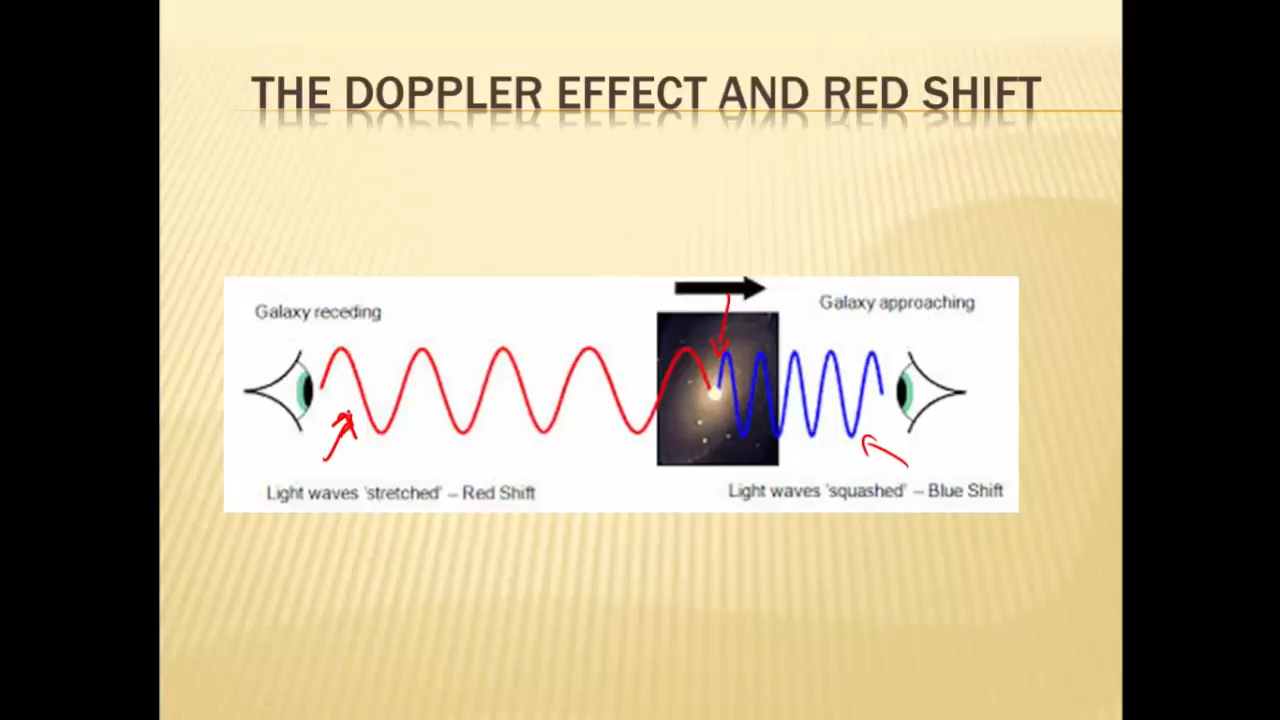 THE DOPPLER EFFECT AND RED SHIFT
Galaxy receding
Galaxy approaching
Light waves 'stretched' – Red Shift
Light waves 'squashed' – Blue Shift